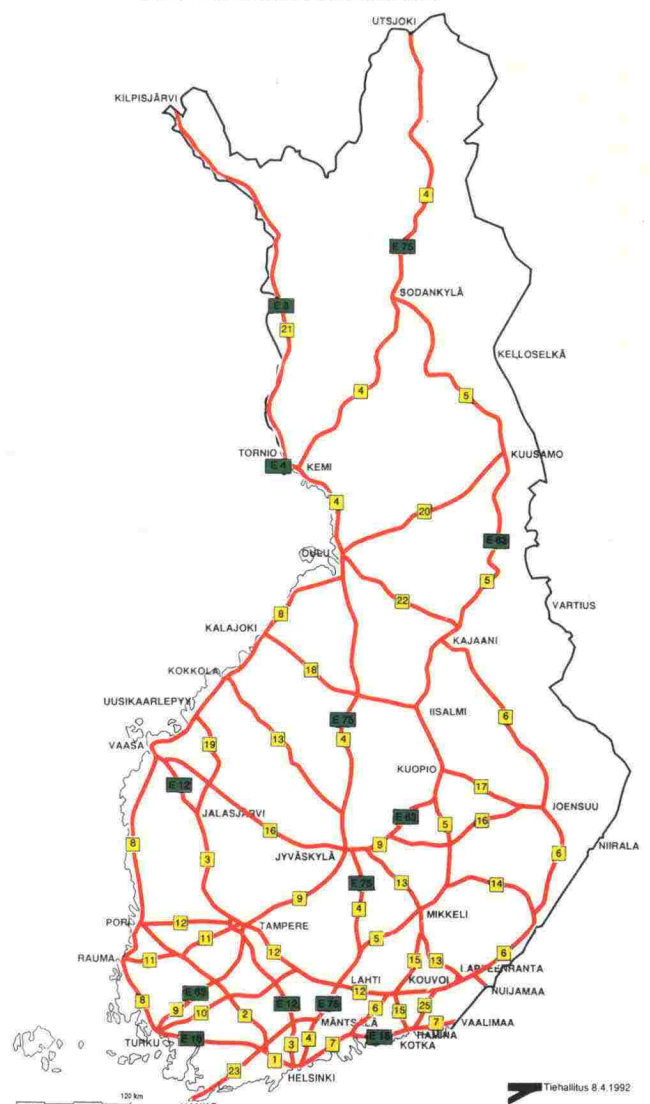 UTSJOKI
KILPISJÄRVI
4
E 75
SODANKYLÄ
E 8
21
KELLOSELKÄ
4
5
TORNIO
KUUSAMO
E 4
KEMI
4
20
E 63
OULU
5
22
VARTIUS
8
KALAJOKI
KAJAANI
18
KOKKOLA
UUSIKAARLEPYY
IISALMI
6
E 75
19
13
4
VAASA
KUOPIO
E 12
17
JALASJÄRVI
E 63
JOENSUU
16
5
16
8
9
NIIRALA
3
JYVÄSKYLÄ
6
E 75
13
14
9
4
MIKKELI
PORI
12
TAMPERE
11
5
12
6
RAUMA
11
15
13
LAPPEENRANTA
LAHTI
KOUVOLA
E 63
12
NUIJAMAA
8
9
10
E 12
E 75
6
15
25
2
MÄNTSÄLÄ
VAALIMAA
TURKU
7
HAMINA
E 18
3
4
7
E 18
KOTKA
23
1
HELSINKI
120 km
Tiehallitus 8.4.1992